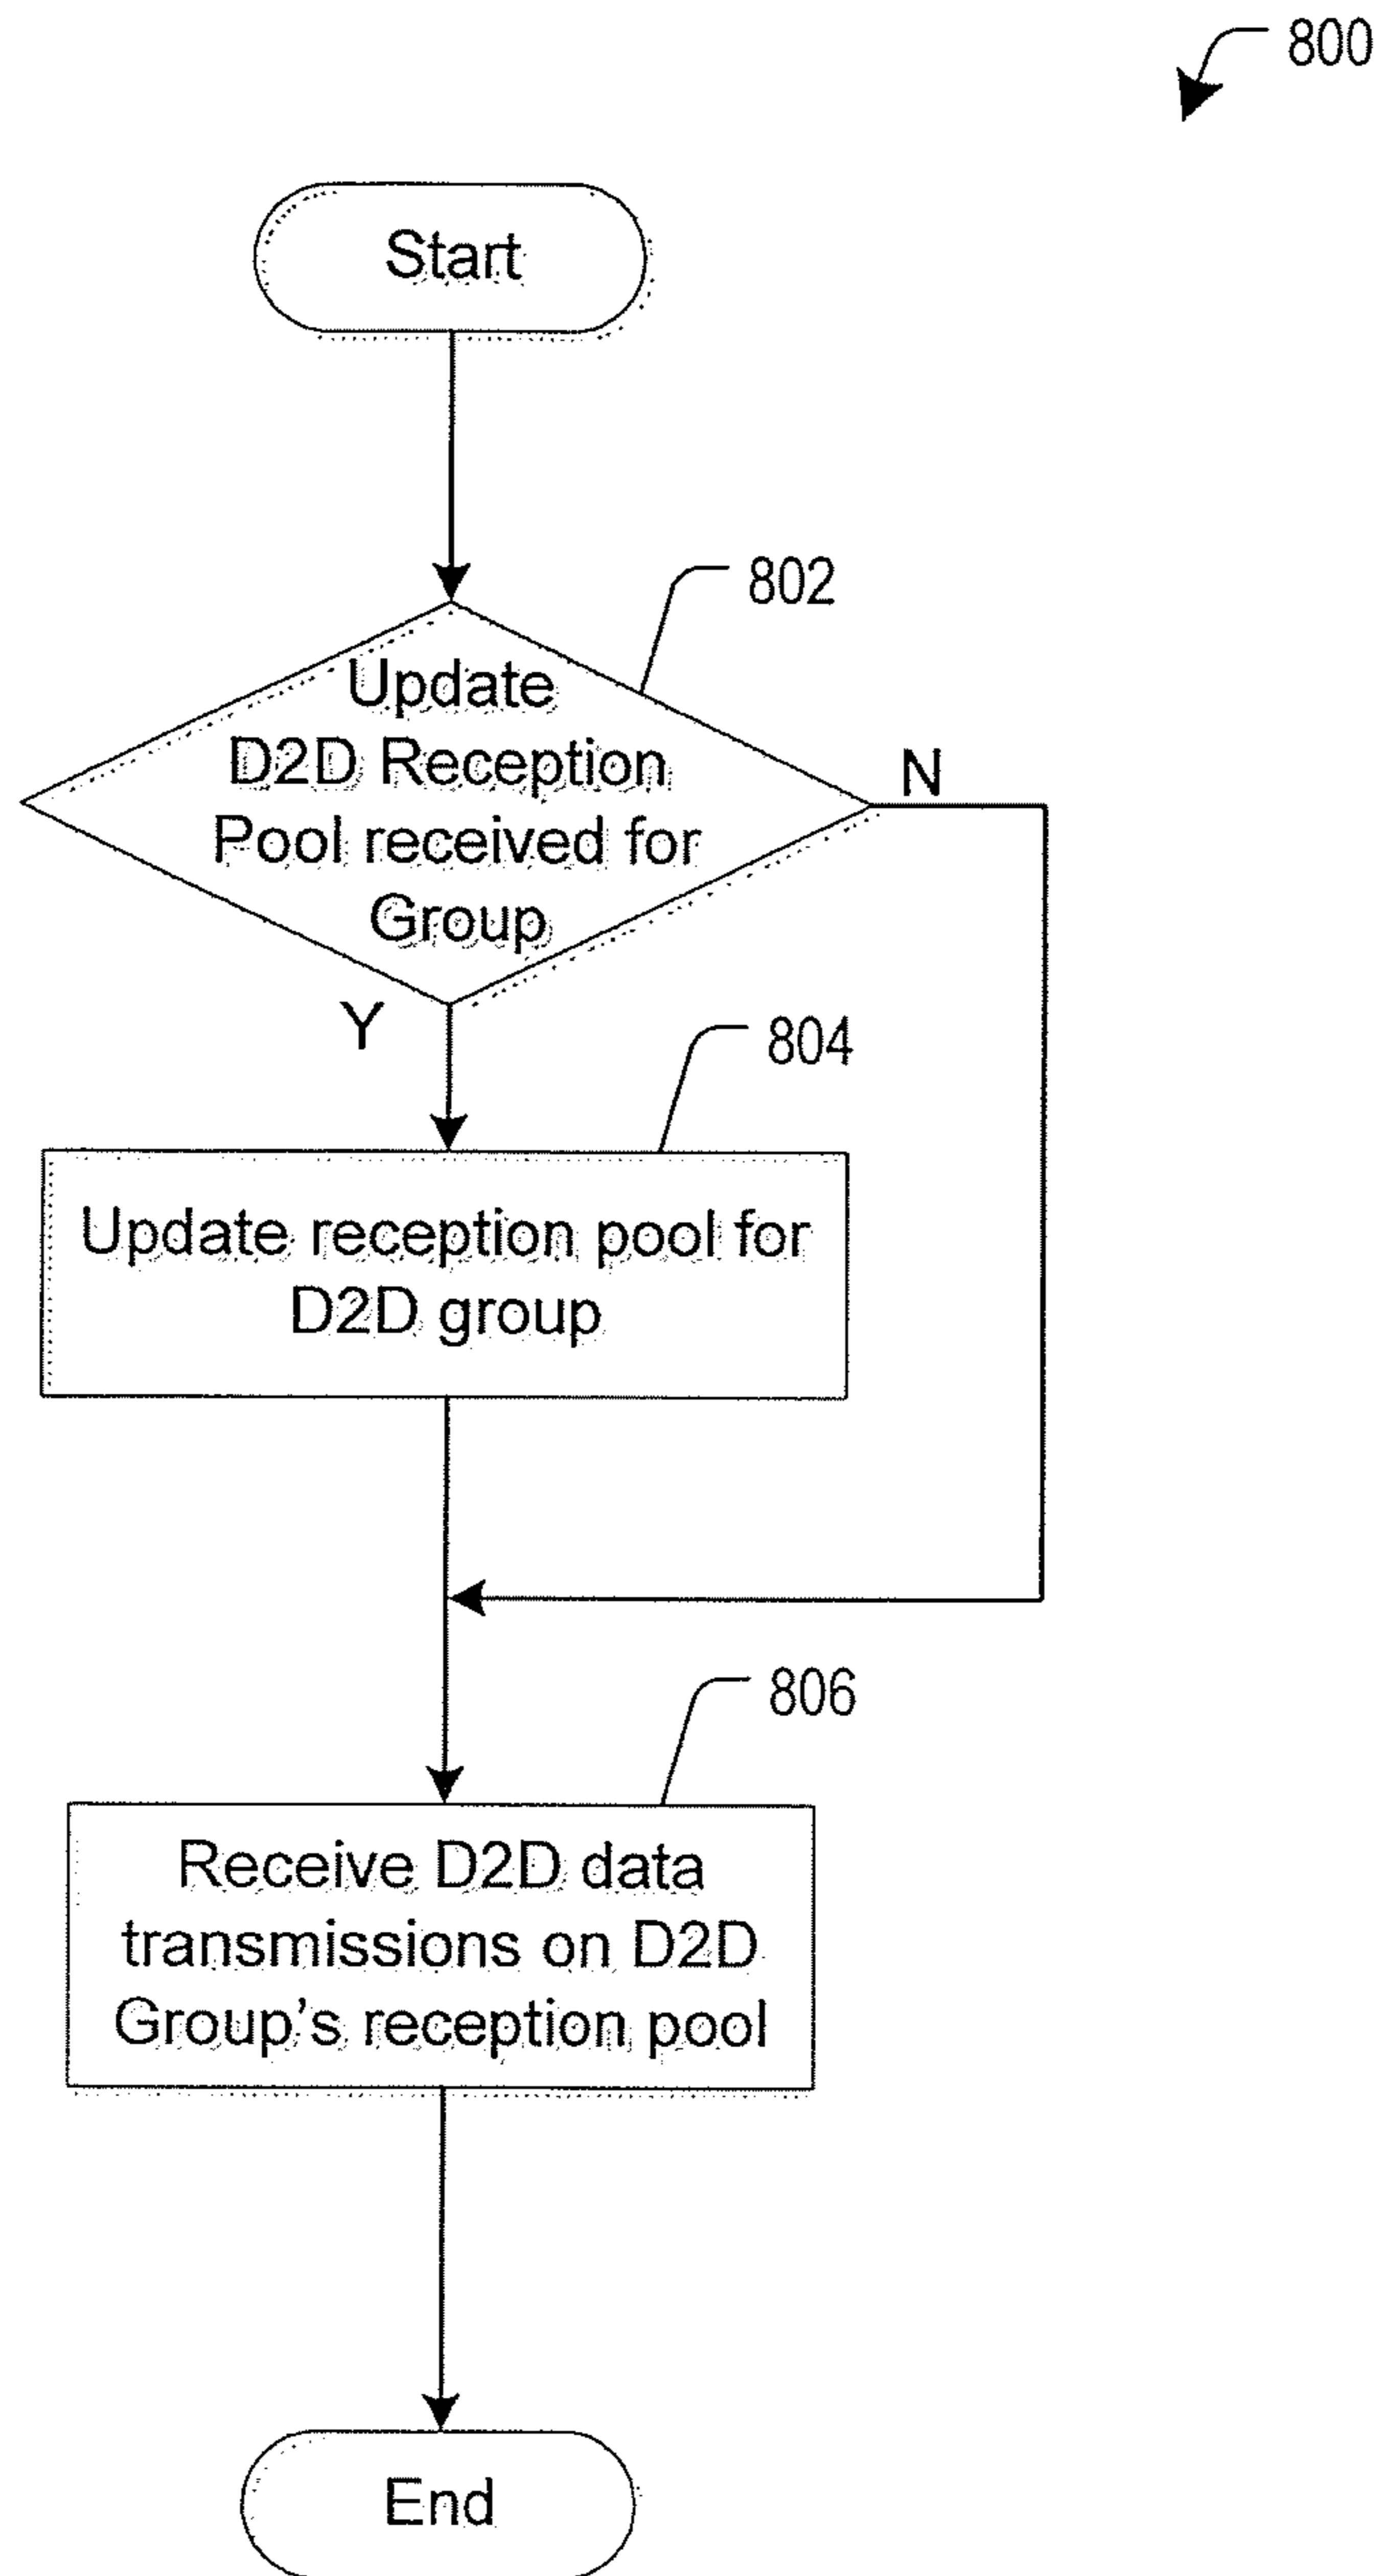 800
Start
802
Update
D2D Reception
Pool received for
Group
N
Y
804
Update reception pool for
D2D group
806
Receive D2D data
transmissions on D2D
Group's reception pool
End